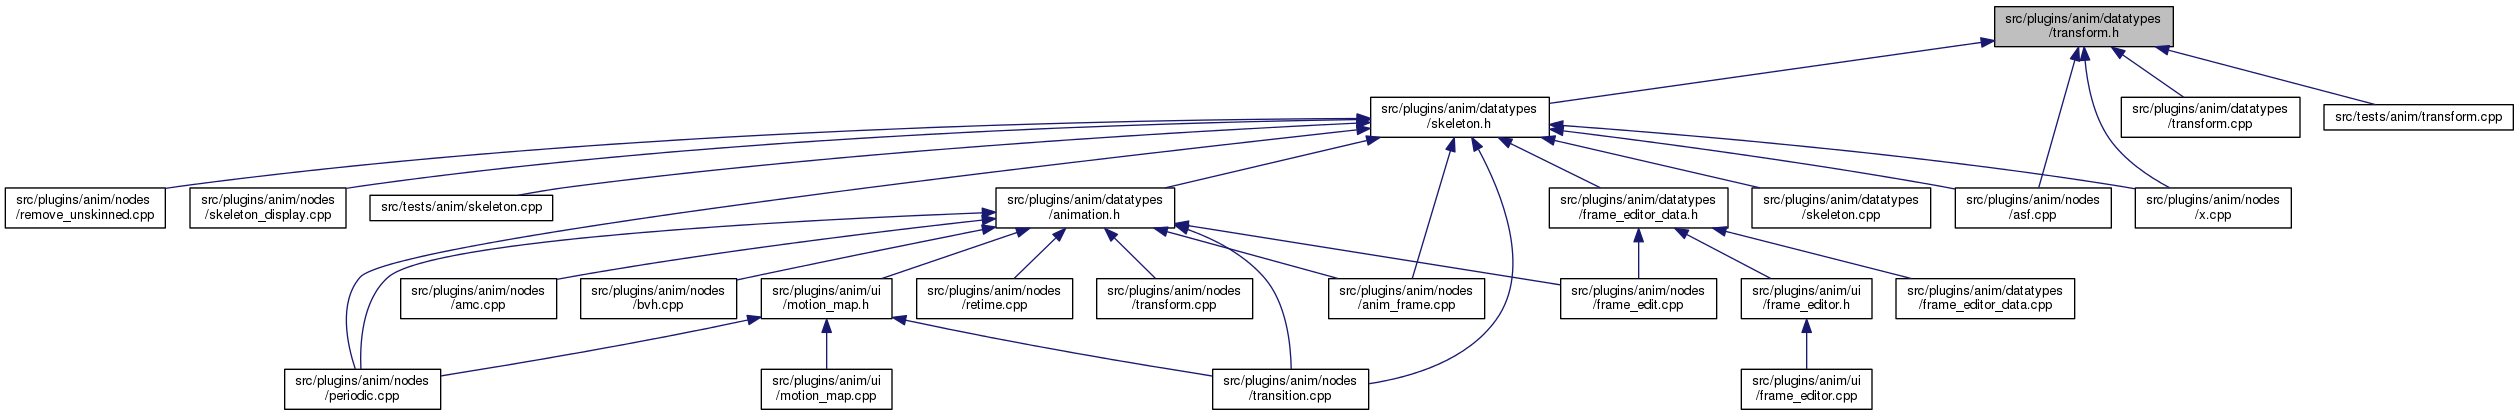 src/plugins/anim/datatypes
/transform.h
src/plugins/anim/datatypes
/skeleton.h
src/plugins/anim/datatypes
/transform.cpp
src/tests/anim/transform.cpp
src/plugins/anim/nodes
/remove_unskinned.cpp
src/plugins/anim/nodes
/skeleton_display.cpp
src/tests/anim/skeleton.cpp
src/plugins/anim/datatypes
/animation.h
src/plugins/anim/datatypes
/frame_editor_data.h
src/plugins/anim/datatypes
/skeleton.cpp
src/plugins/anim/nodes
/asf.cpp
src/plugins/anim/nodes
/x.cpp
src/plugins/anim/nodes
/amc.cpp
src/plugins/anim/nodes
/bvh.cpp
src/plugins/anim/ui
/motion_map.h
src/plugins/anim/nodes
/retime.cpp
src/plugins/anim/nodes
/transform.cpp
src/plugins/anim/nodes
/anim_frame.cpp
src/plugins/anim/nodes
/frame_edit.cpp
src/plugins/anim/ui
/frame_editor.h
src/plugins/anim/datatypes
/frame_editor_data.cpp
src/plugins/anim/nodes
/periodic.cpp
src/plugins/anim/ui
/motion_map.cpp
src/plugins/anim/nodes
/transition.cpp
src/plugins/anim/ui
/frame_editor.cpp